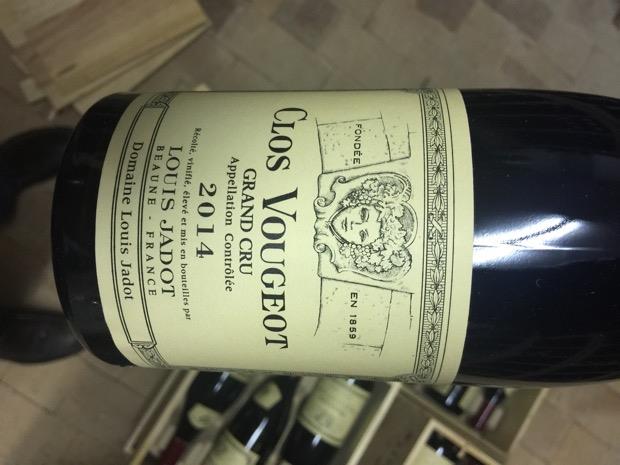 FONDÉE
EN 1859
CLOS VOUGEOT
GRAND CRU
Appellation Contrôlée
2014
Récolté, vinifié, élevé et mis en bouteilles par
LOUIS JADOT
BEAUNE - FRANCE
Domaine Louis Jadot